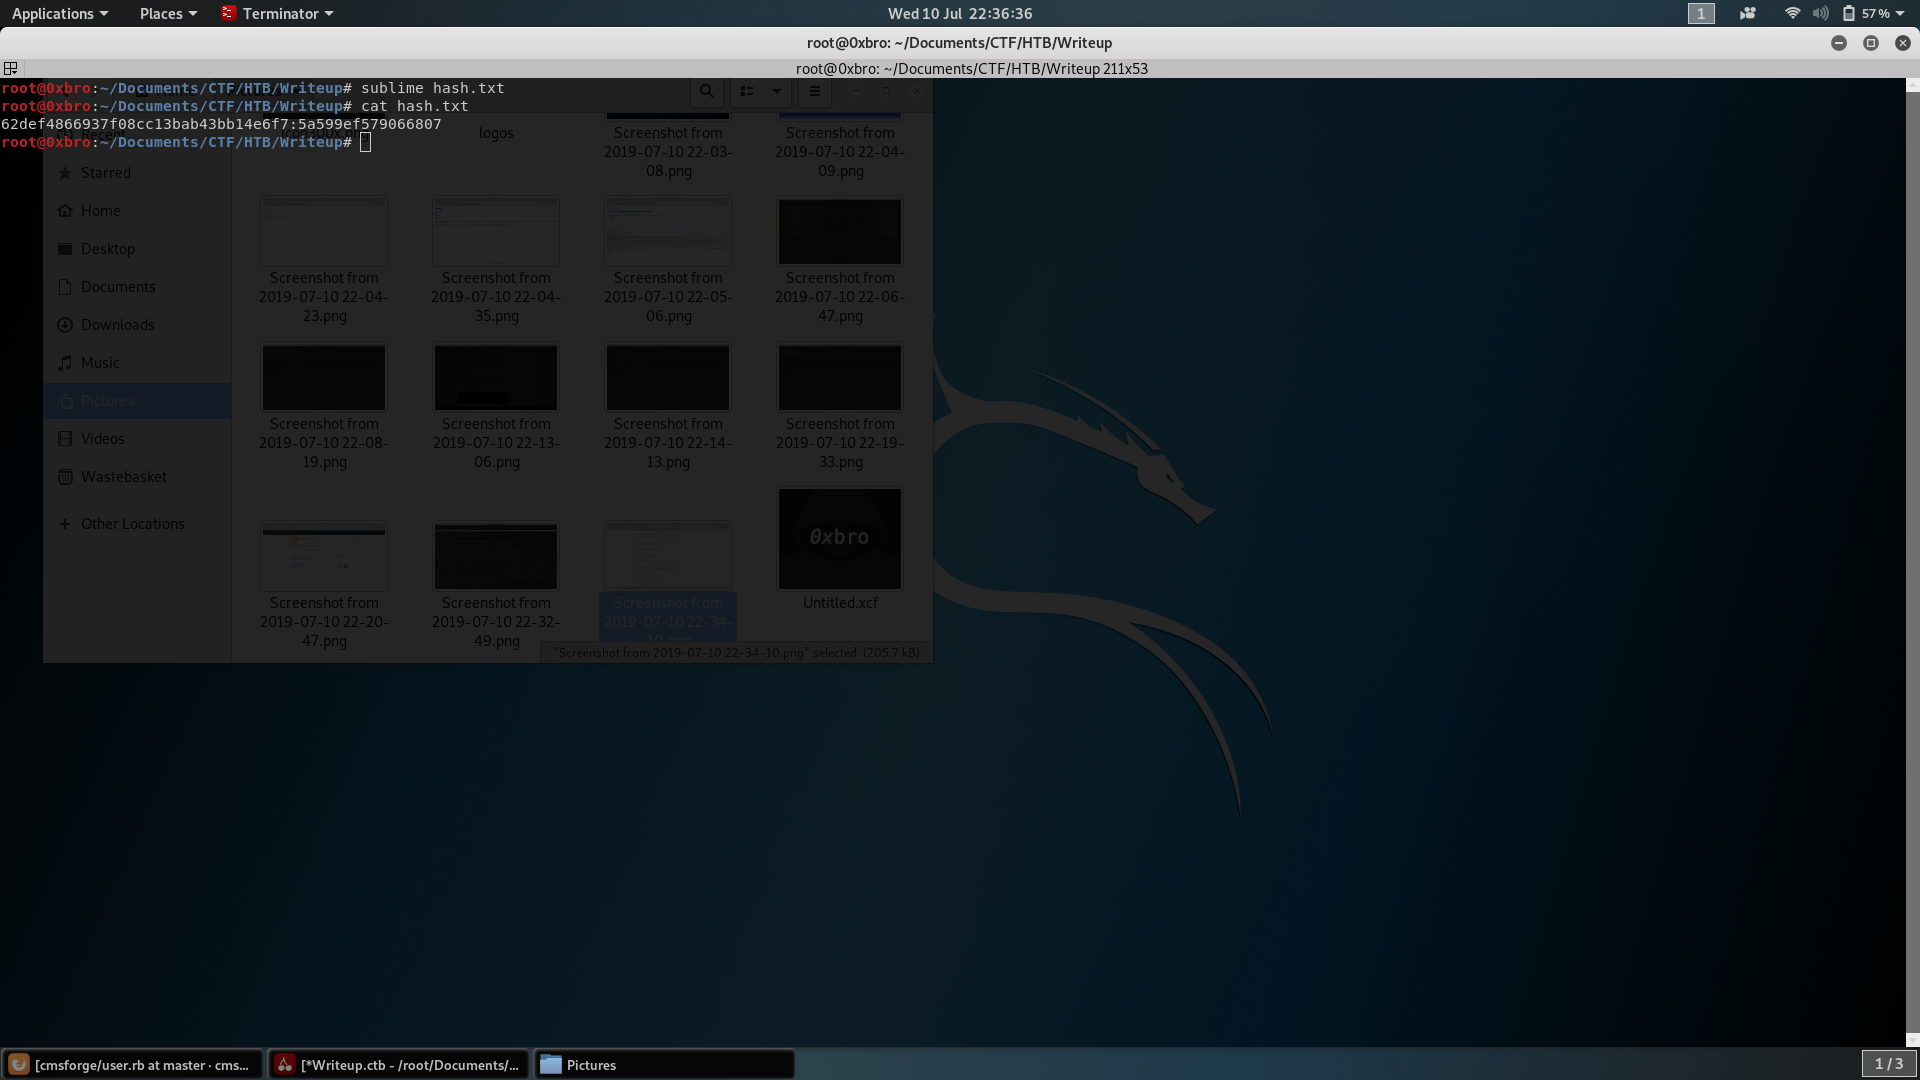 Applications
Places
Terminator
Wed 10 Jul 22:36:36
1
57 %
root@0xbro: ~/Documents/CTF/HTB/Writeup
root@0xbro: ~/Documents/CTF/HTB/Writeup 211x53
root@0xbro:~/Documents/CTF/HTB/Writeup# sublime hash.txt
root@0xbro:~/Documents/CTF/HTB/Writeup# cat hash.txt
62def4866937f08cc13bab43bb14e6f7:5a599ef579066807
root@0xbro:~/Documents/CTF/HTB/Writeup#
Recent
Starred
Home
Desktop
Documents
Downloads
Music
Pictures
Videos
Wastebasket
Other Locations
logos
Screenshot from
2019-07-10 22-03-
08.png
Screenshot from
2019-07-10 22-04-
09.png
Screenshot from
2019-07-10 22-04-
23.png
Screenshot from
2019-07-10 22-04-
35.png
Screenshot from
2019-07-10 22-05-
06.png
Screenshot from
2019-07-10 22-06-
47.png
Screenshot from
2019-07-10 22-08-
19.png
Screenshot from
2019-07-10 22-13-
06.png
Screenshot from
2019-07-10 22-14-
13.png
Screenshot from
2019-07-10 22-19-
33.png
Screenshot from
2019-07-10 22-20-
47.png
Screenshot from
2019-07-10 22-32-
49.png
Screenshot from
2019-07-10 22-34-
10.png
0xbro
Untitled.xcf
"Screenshot from 2019-07-10 22-34-10.png" selected (205.7 kB)
[cmsforge/user.rb at master · cms...
[*Writeup.ctb - /root/Documents/...
Pictures
1 / 3